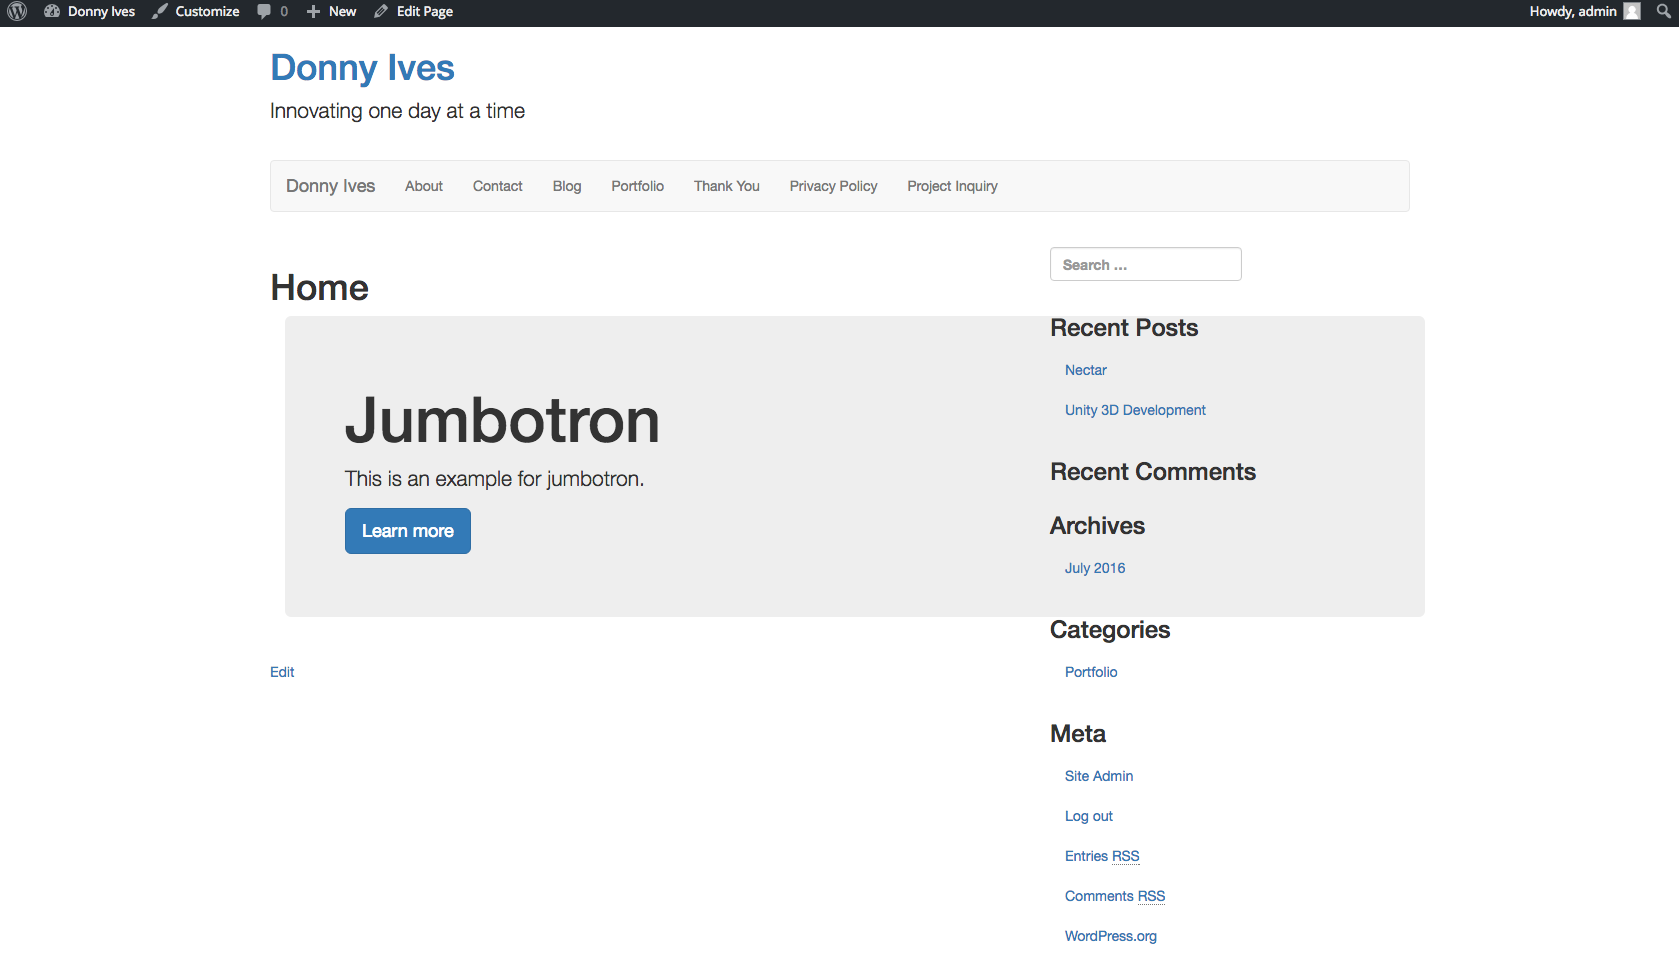 Donny Ives Customize 0 New Edit Page Howdy, admin
Donny Ives
Innovating one day at a time
Donny Ives About Contact Blog Portfolio Thank You Privacy Policy Project Inquiry
Home
Jumbotron
This is an example for jumbotron.
Learn more
Edit
Search ...
Recent Posts
Nectar
Unity 3D Development
Recent Comments
Archives
July 2016
Categories
Portfolio
Meta
Site Admin
Log out
Entries RSS
Comments RSS
WordPress.org